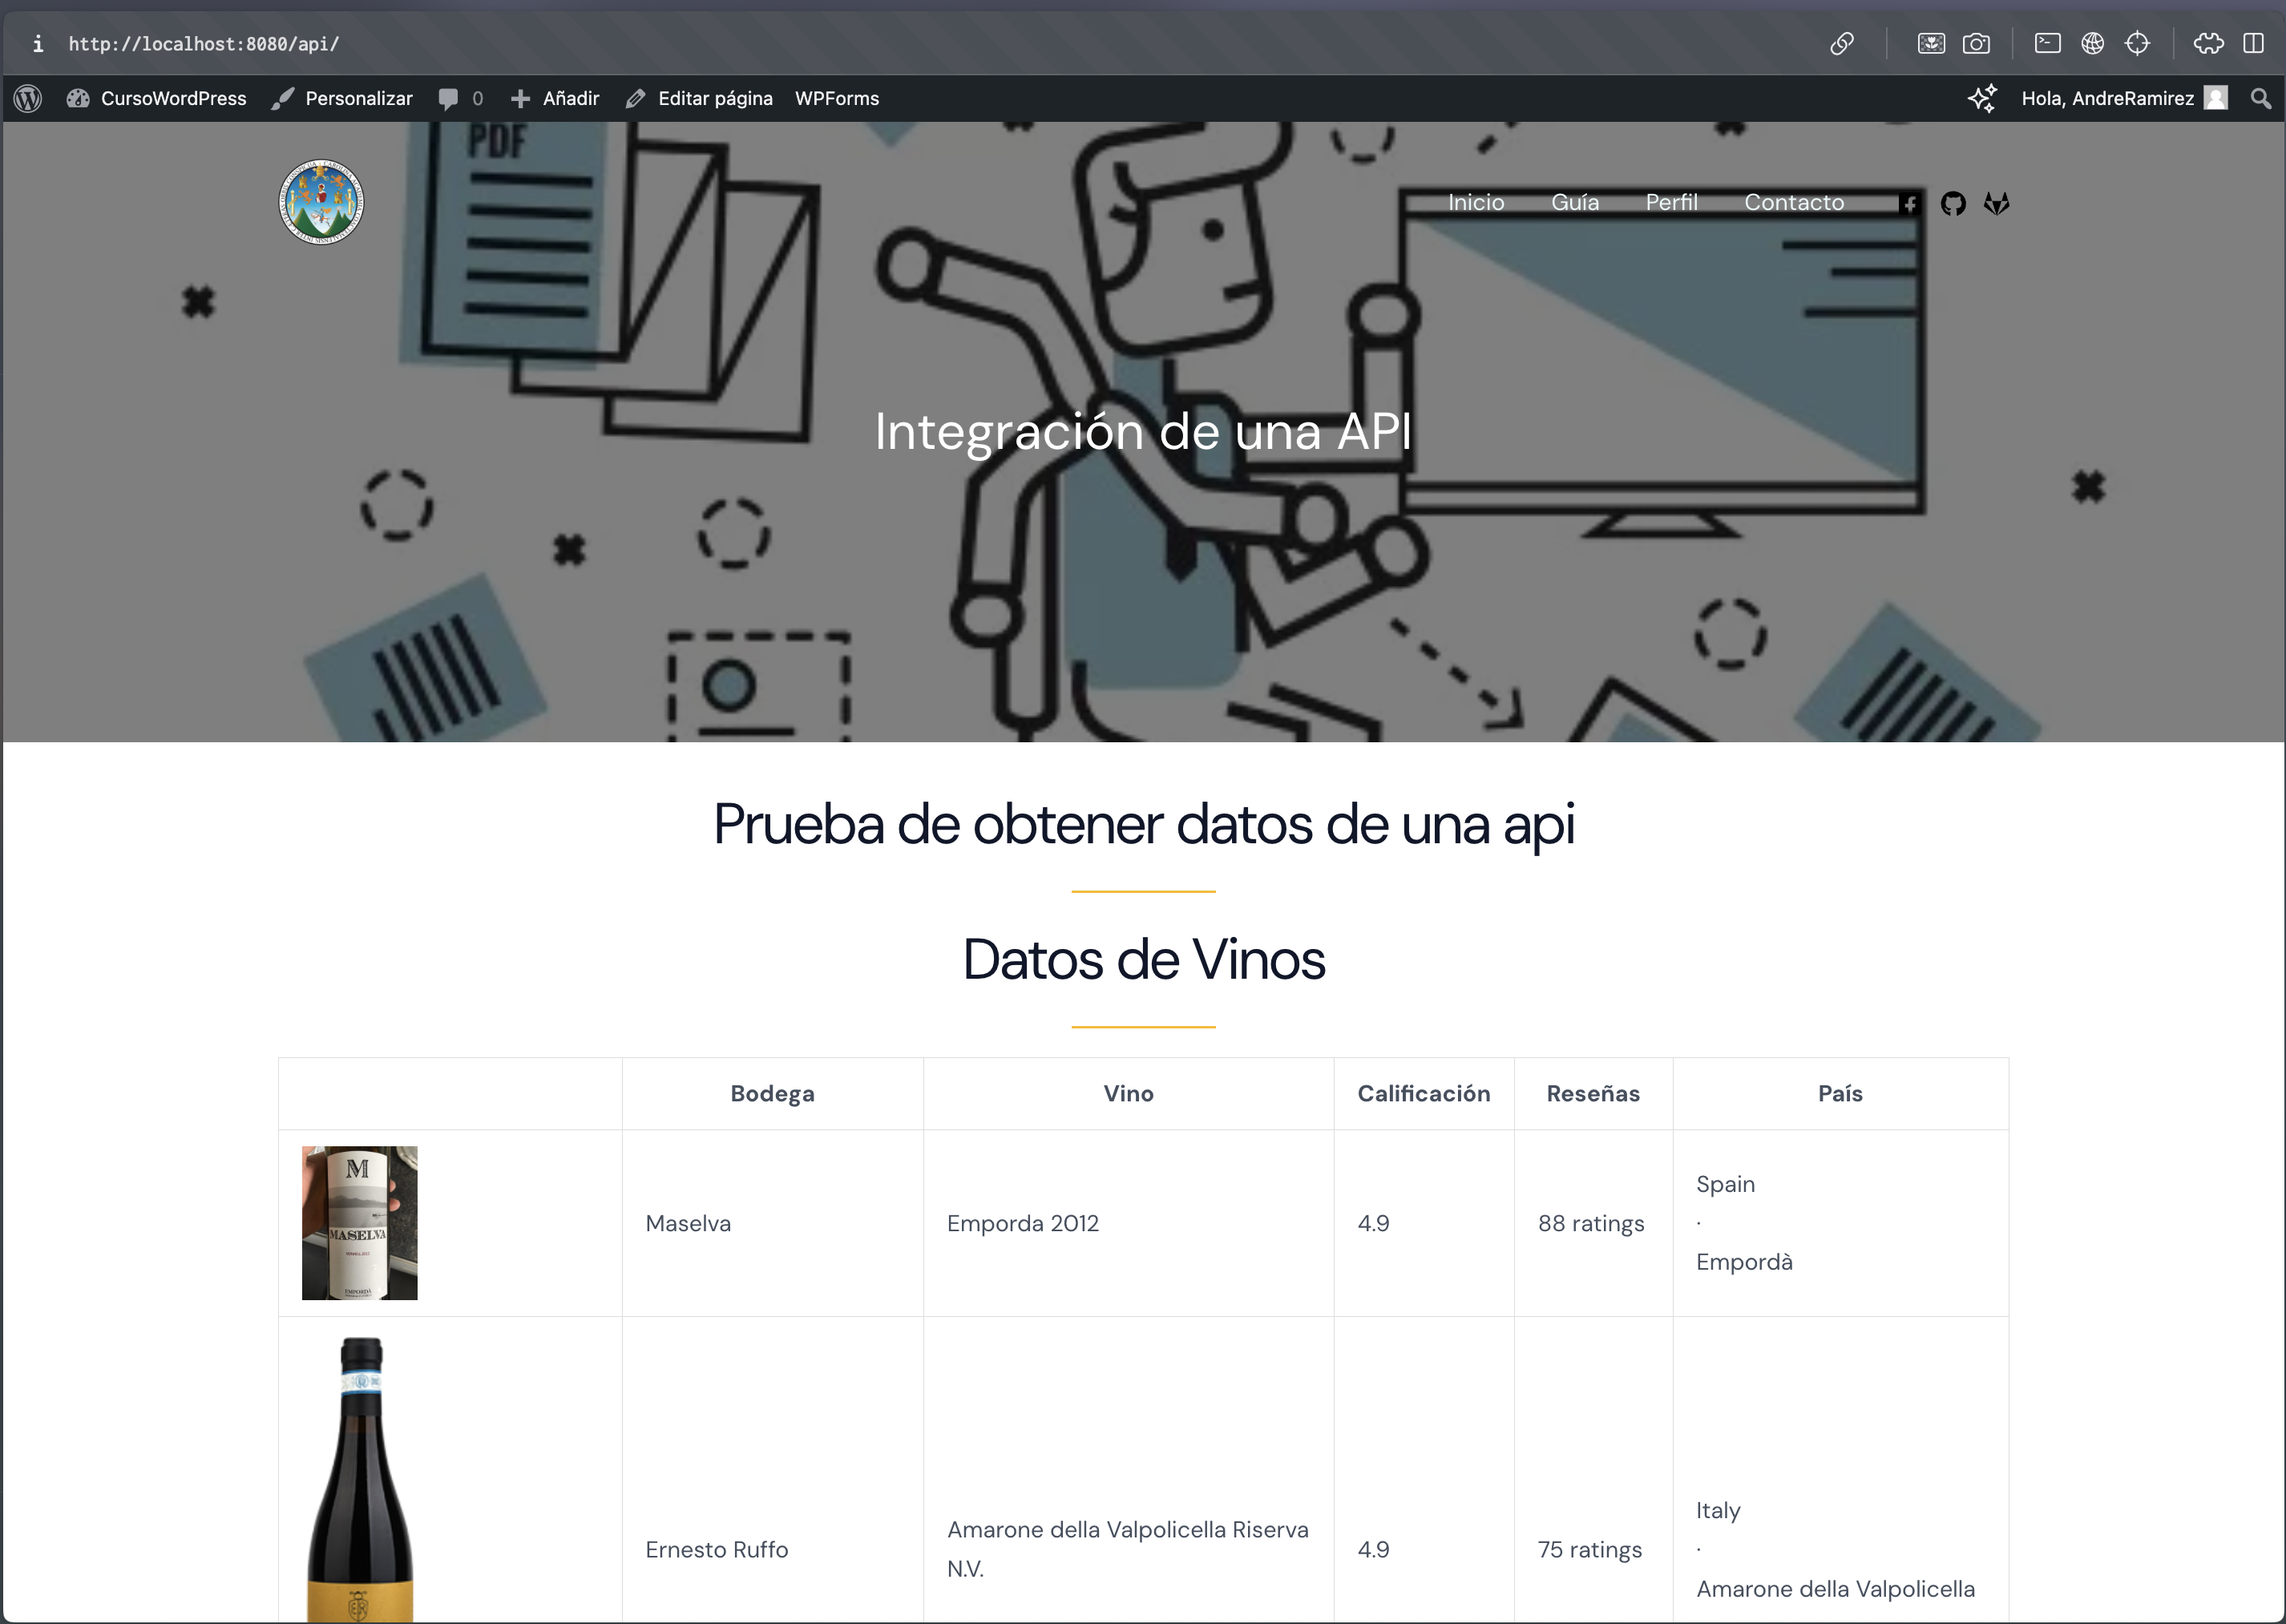 http://localhost:8080/api/
CursoWordPress
Personalizar
0
Añadir
Editar página
WPForms
Hola, AndreRamirez
PDF
Inicio
Guía
Perfil
Contacto
Integración de una API
Prueba de obtener datos de una api
Datos de Vinos
Bodega
Vino
Calificación
Reseñas
País
M
MASELVA
EMPORDÀ
Maselva
Emporda 2012
4.9
88 ratings
Spain
·
Empordà
Ernesto Ruffo
Amarone della Valpolicella Riserva
N.V.
4.9
75 ratings
Italy
·
Amarone della Valpolicella